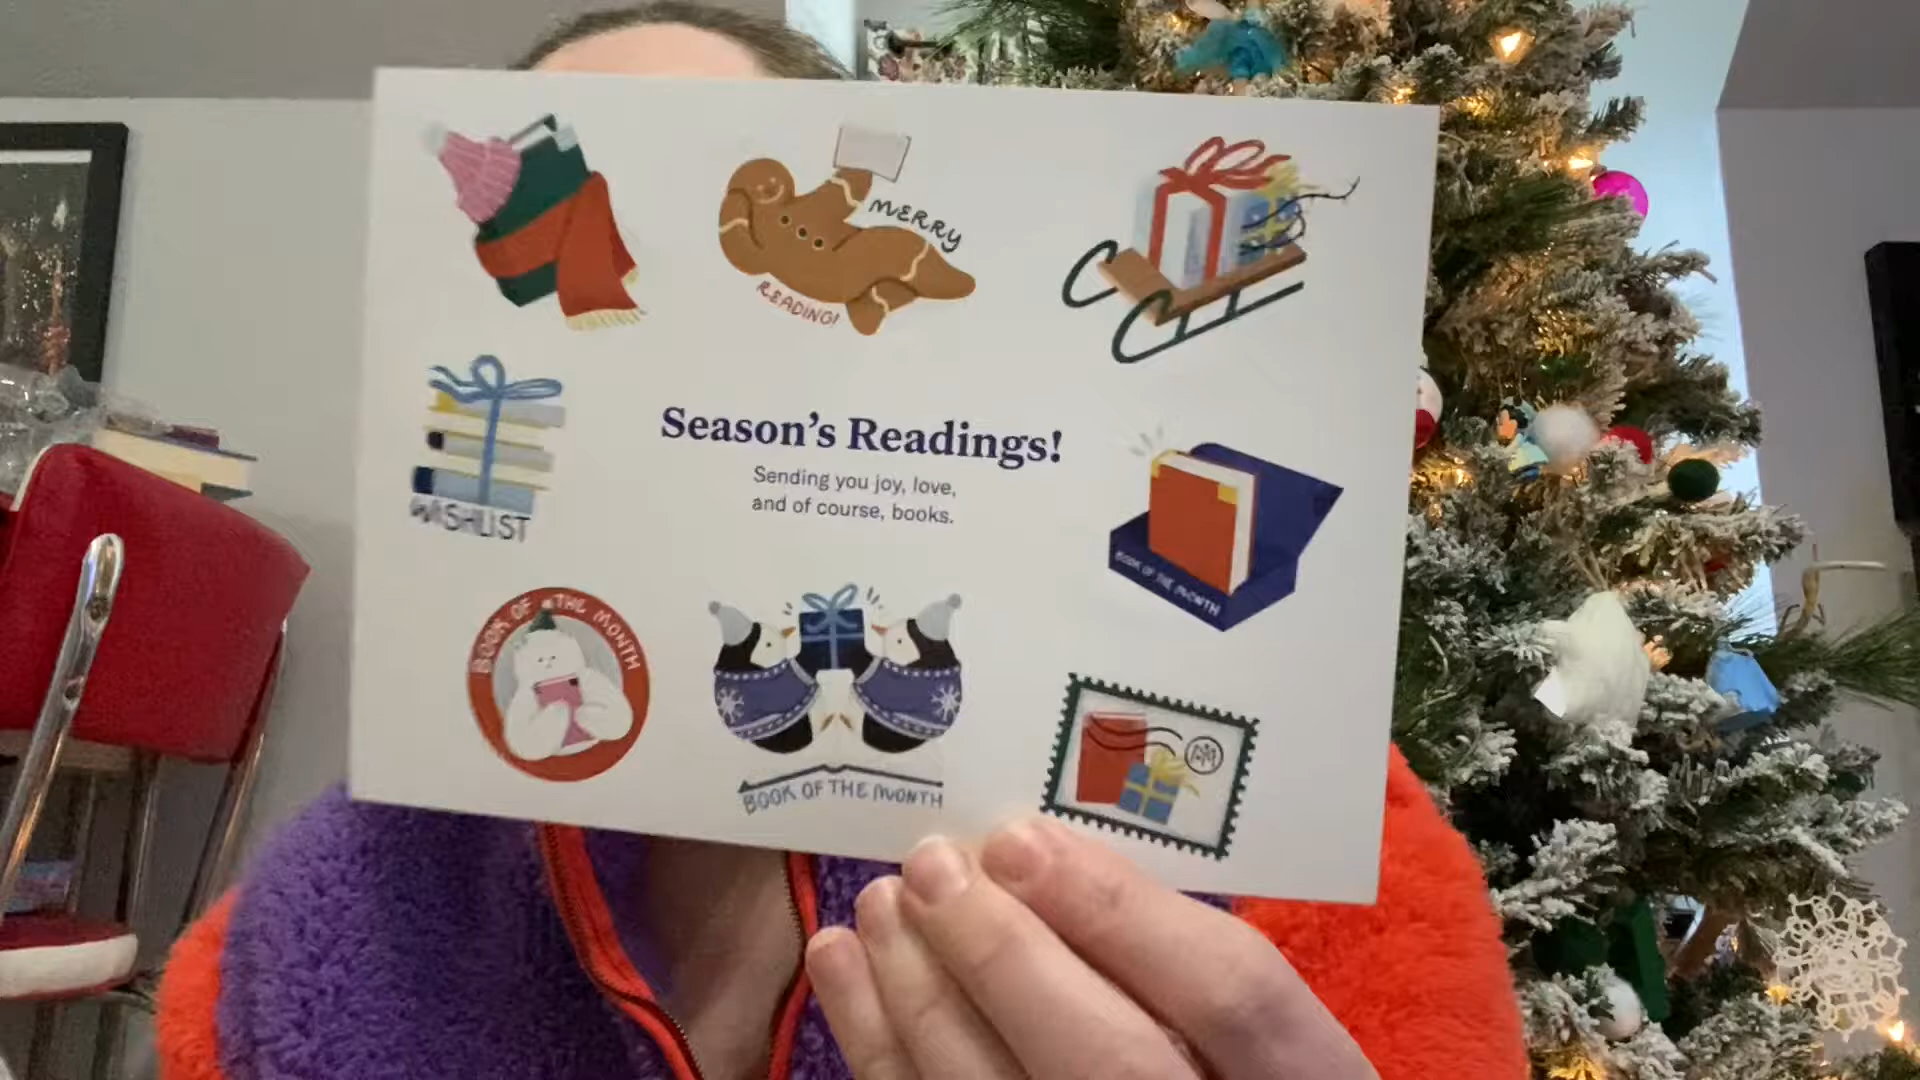 MERRY
READING!
Season's Readings!
Sending you joy, love,
and of course, books.
WISHLIST
BOOK OF THE MONTH
BOOK OF THE MONTH
BOOK OF THE MONTH